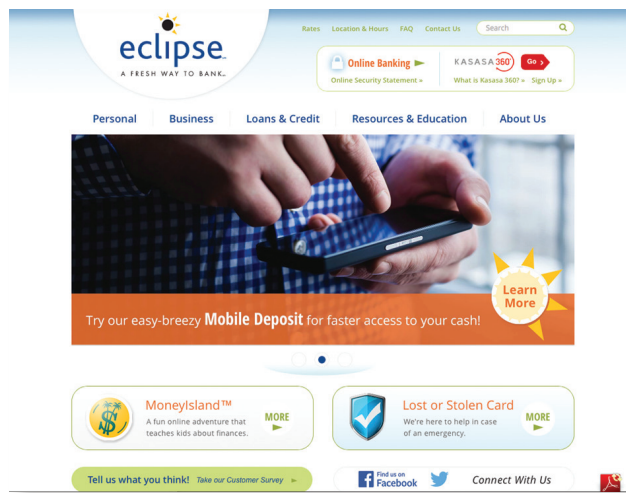 Rates Location & Hours FAQ Contact Us Search
eclipse
A FRESH WAY TO BANK™
Online Banking KASASA 360° Go ›
Online Security Statement » What is Kasasa 360? » Sign Up »
Personal Business Loans & Credit Resources & Education About Us
Learn
More
Try our easy-breezy Mobile Deposit for faster access to your cash!
MoneyIsland™
A fun online adventure that
teaches kids about finances.
MORE
Lost or Stolen Card
We're here to help in case
of an emergency.
MORE
Tell us what you think! Take our Customer Survey
Find us on
Facebook
Connect With Us